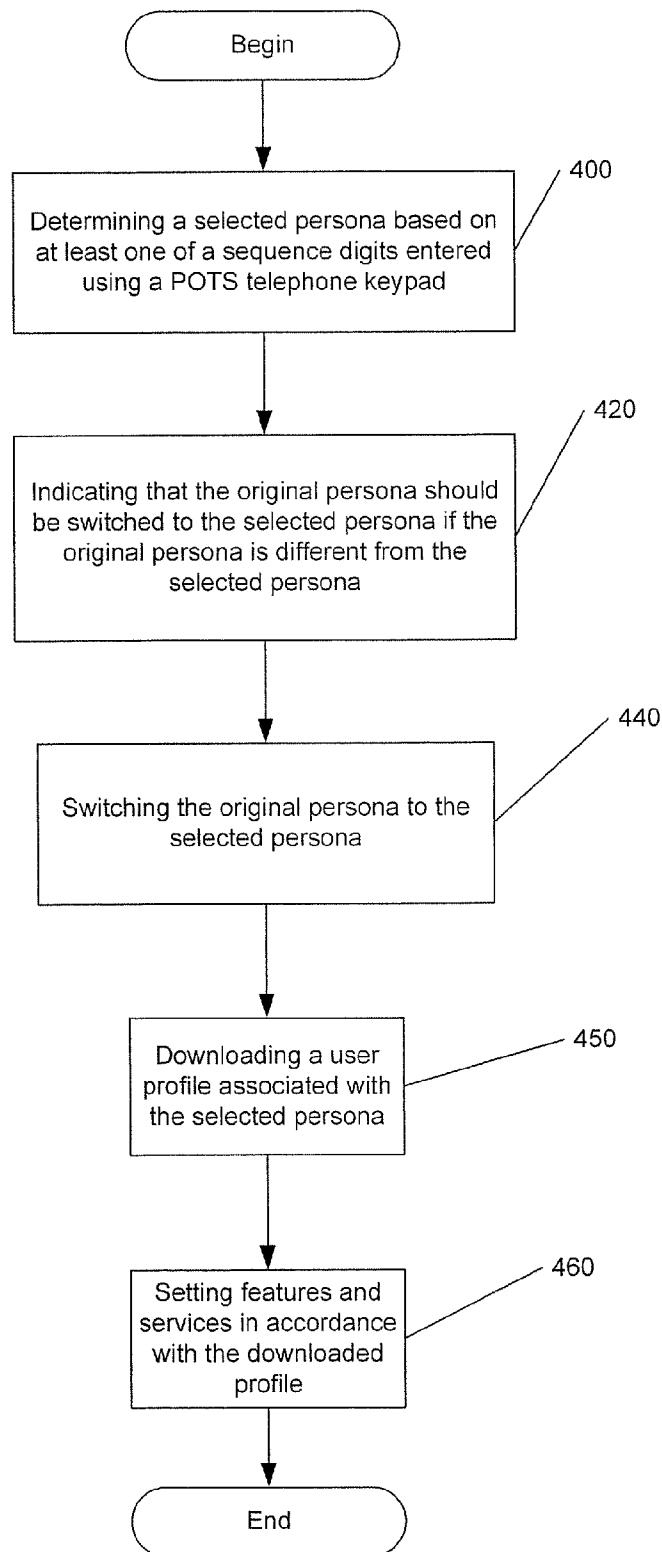 Begin
400
Determining a selected persona based on
at least one of a sequence digits entered
using a POTS telephone keypad
420
Indicating that the original persona should
be switched to the selected persona if the
original persona is different from the
selected persona
440
Switching the original persona to the
selected persona
450
Downloading a user
profile associated with
the selected persona
460
Setting features and
services in accordance
with the downloaded
profile
End